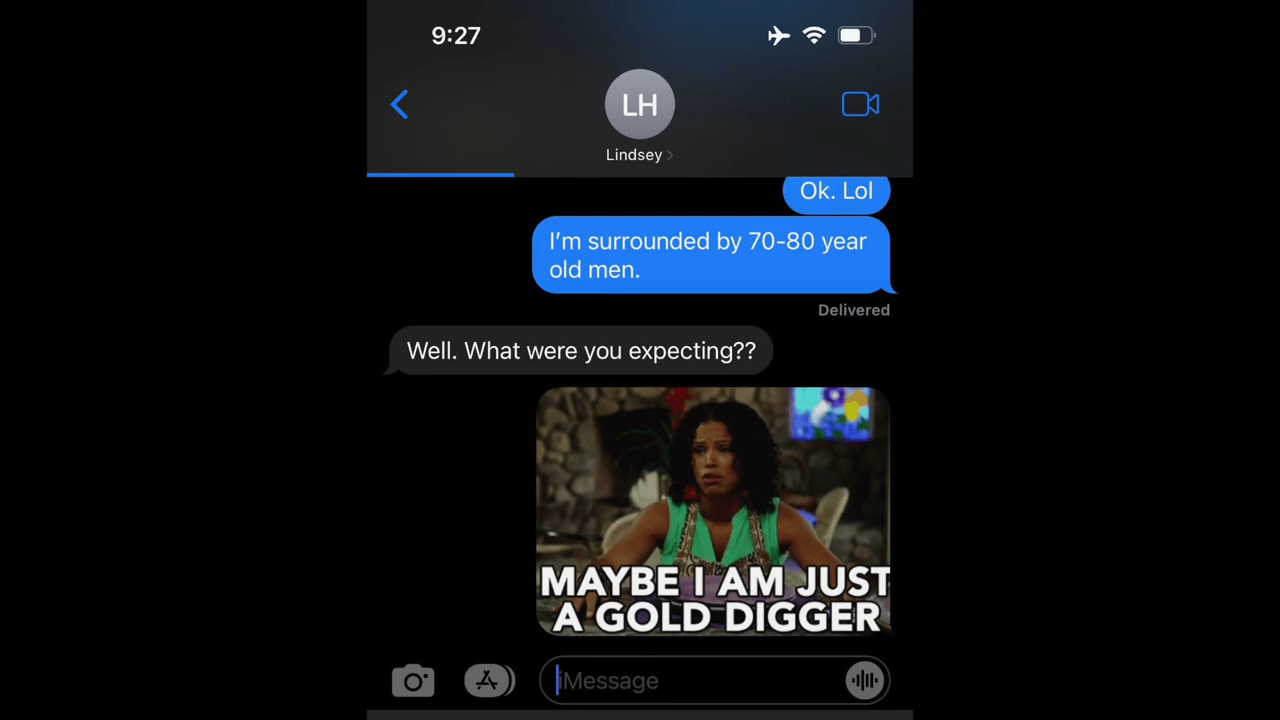 9:27
LH
Lindsey
Ok. Lol
I’m surrounded by 70-80 year
old men.
Delivered
Well. What were you expecting??
MAYBE I AM JUST
A GOLD DIGGER
iMessage